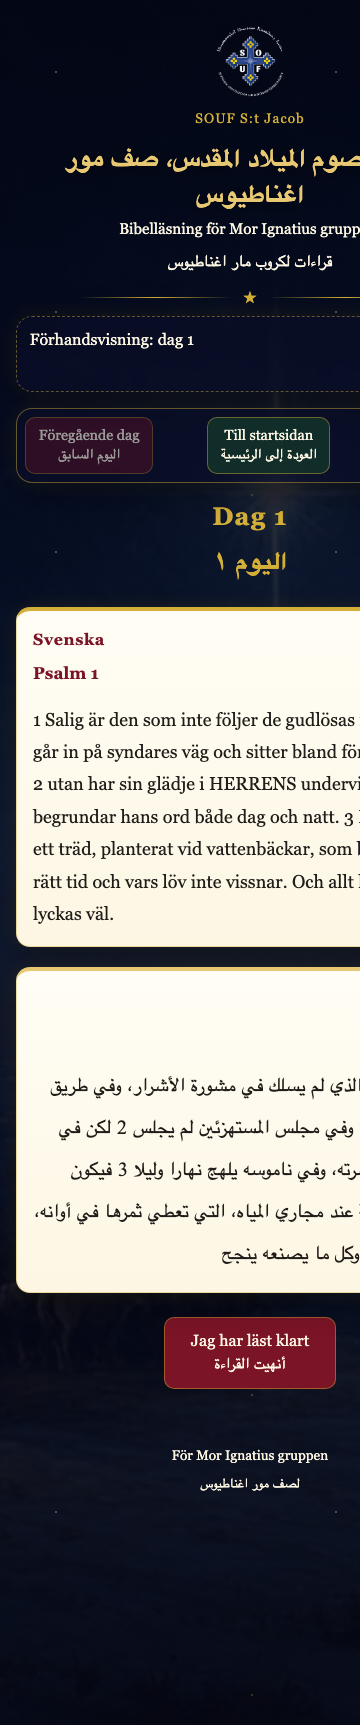 S O U F
SOUF S:t Jacob
صوم الميلاد المقدس، صف مور
اغناطيوس
Bibelläsning för Mor Ignatius grupp
قراءات لكروب مار اغناطيوس
Förhandsvisning: dag 1
Föregående dag
اليوم السابق
Till startsidan
العودة إلى الرئيسية
Dag 1
اليوم ١
Svenska
Psalm 1
1 Salig är den som inte följer de gudlösas
går in på syndares väg och sitter bland
2 utan har sin glädje i HERRENS
begrundar hans ord både dag och natt. 3
ett träd, planterat vid vattenbäckar, som
rätt tid och vars löv inte vissnar. Och allt
lyckas väl.
الذي لم يسلك في مشورة الأشرار، وفي طريق
وفي مجلس المستهزئين لم يجلس 2 لكن في
وفي ناموسه يلهج نهارا وليلا 3 فيكون
عند مجاري المياه، التي تعطي ثمرها في أوانه،
وكل ما يصنعه ينجح
Jag har läst klart
أنهيت القراءة
För Mor Ignatius gruppen
لصف مور اغناطيوس